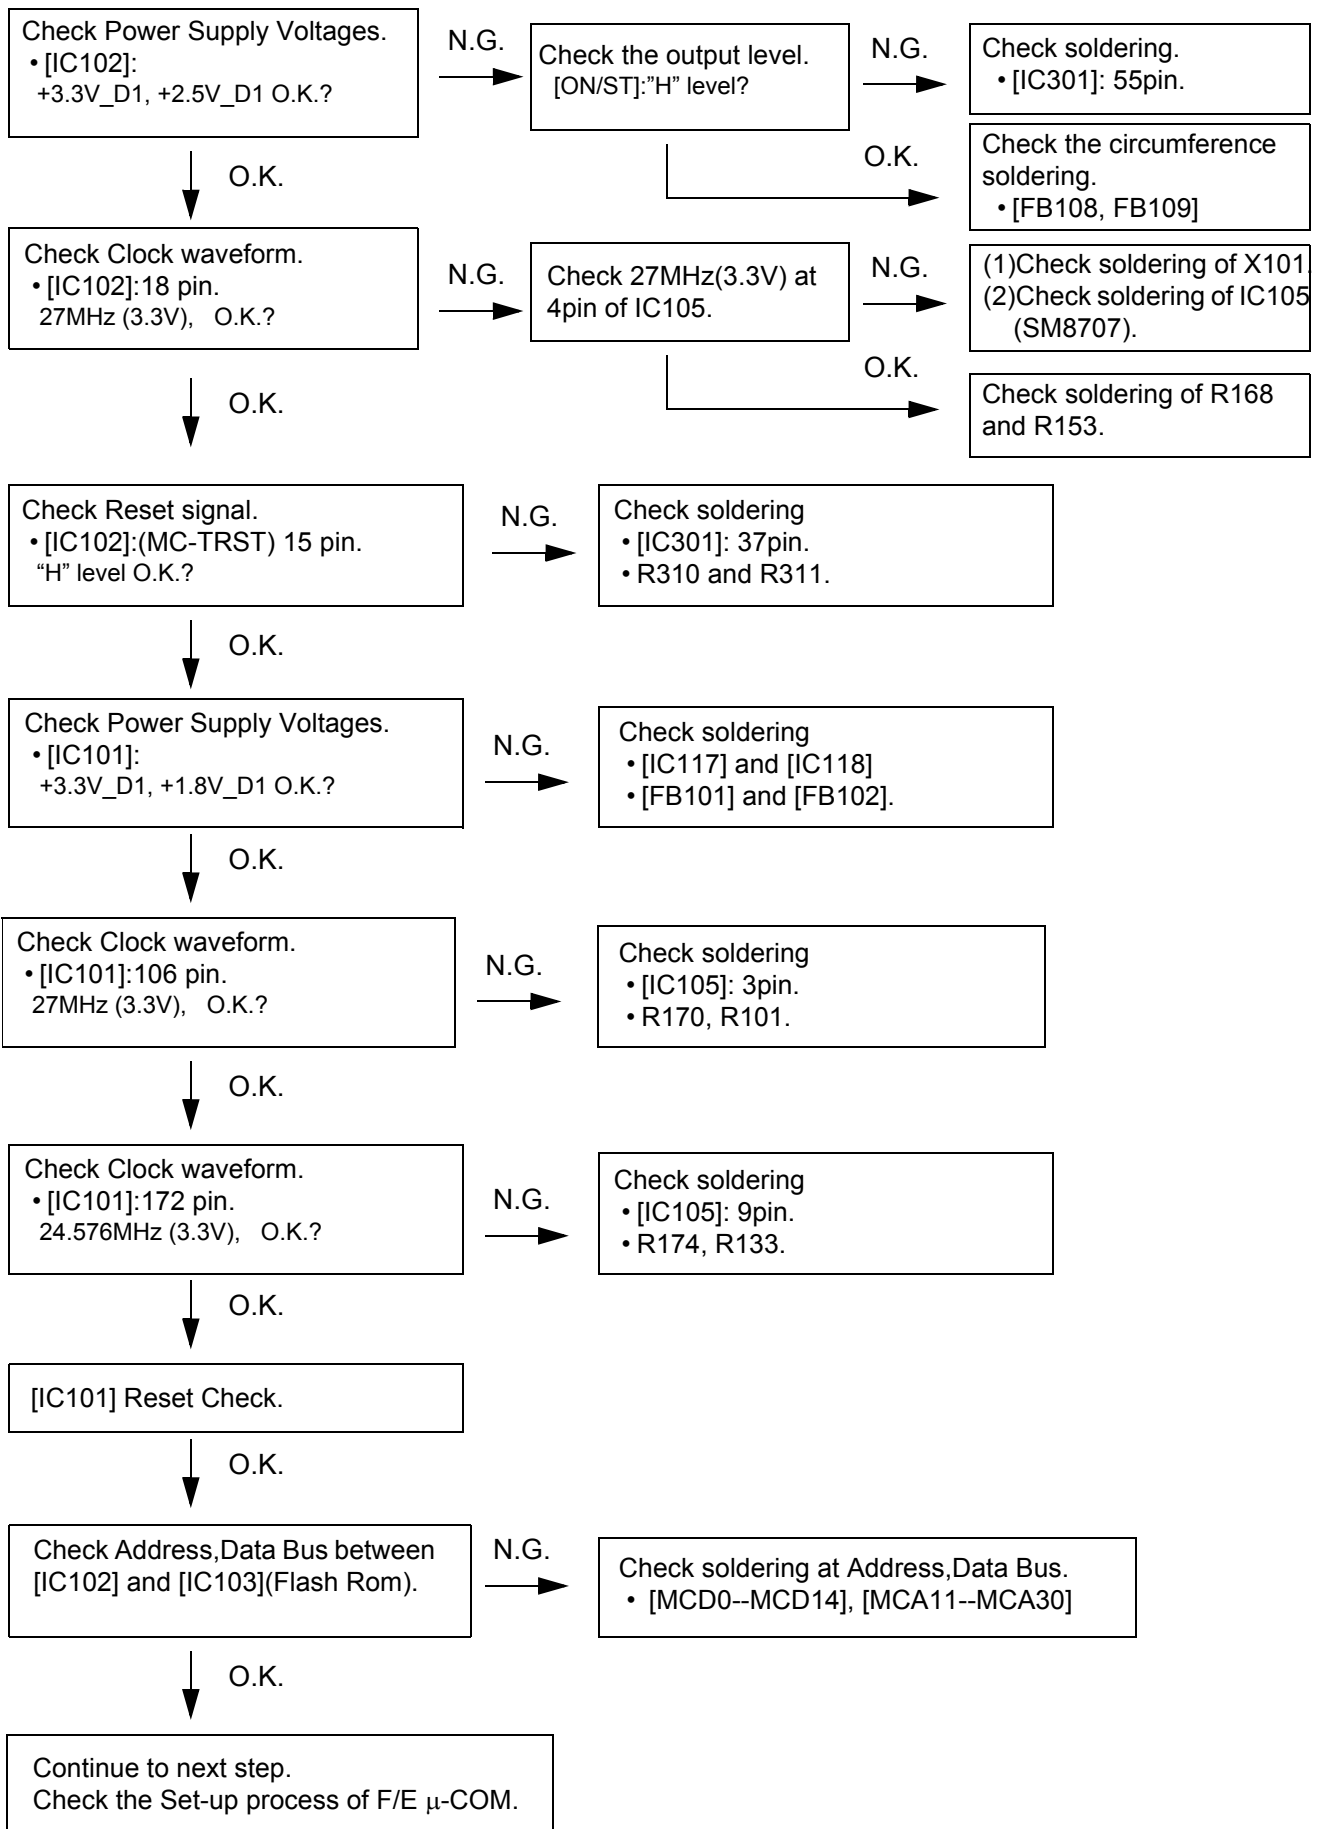 Check Power Supply Voltages.
• [IC102]:
+3.3V_D1, +2.5V_D1 O.K.?
N.G.
Check the output level.
[ON/ST]:”H” level?
N.G.
Check soldering.
• [IC301]: 55pin.
O.K.
Check the circumference
soldering.
• [FB108, FB109]
O.K.
Check Clock waveform.
• [IC102]:18 pin.
27MHz (3.3V), O.K.?
N.G.
Check 27MHz(3.3V) at
4pin of IC105.
N.G.
(1)Check soldering of X101.
(2)Check soldering of IC105
(SM8707).
O.K.
Check soldering of R168
and R153.
O.K.
Check Reset signal.
• [IC102]:(MC-TRST) 15 pin.
“H” level O.K.?
N.G.
Check soldering
• [IC301]: 37pin.
• R310 and R311.
O.K.
Check Power Supply Voltages.
• [IC101]:
+3.3V_D1, +1.8V_D1 O.K.?
N.G.
Check soldering
• [IC117] and [IC118]
• [FB101] and [FB102].
O.K.
Check Clock waveform.
• [IC101]:106 pin.
27MHz (3.3V), O.K.?
N.G.
Check soldering
• [IC105]: 3pin.
• R170, R101.
O.K.
Check Clock waveform.
• [IC101]:172 pin.
24.576MHz (3.3V), O.K.?
N.G.
Check soldering
• [IC105]: 9pin.
• R174, R133.
O.K.
[IC101] Reset Check.
O.K.
Check Address,Data Bus between
[IC102] and [IC103](Flash Rom).
N.G.
Check soldering at Address,Data Bus.
• [MCD0--MCD14], [MCA11--MCA30]
O.K.
Continue to next step.
Check the Set-up process of F/E μ-COM.